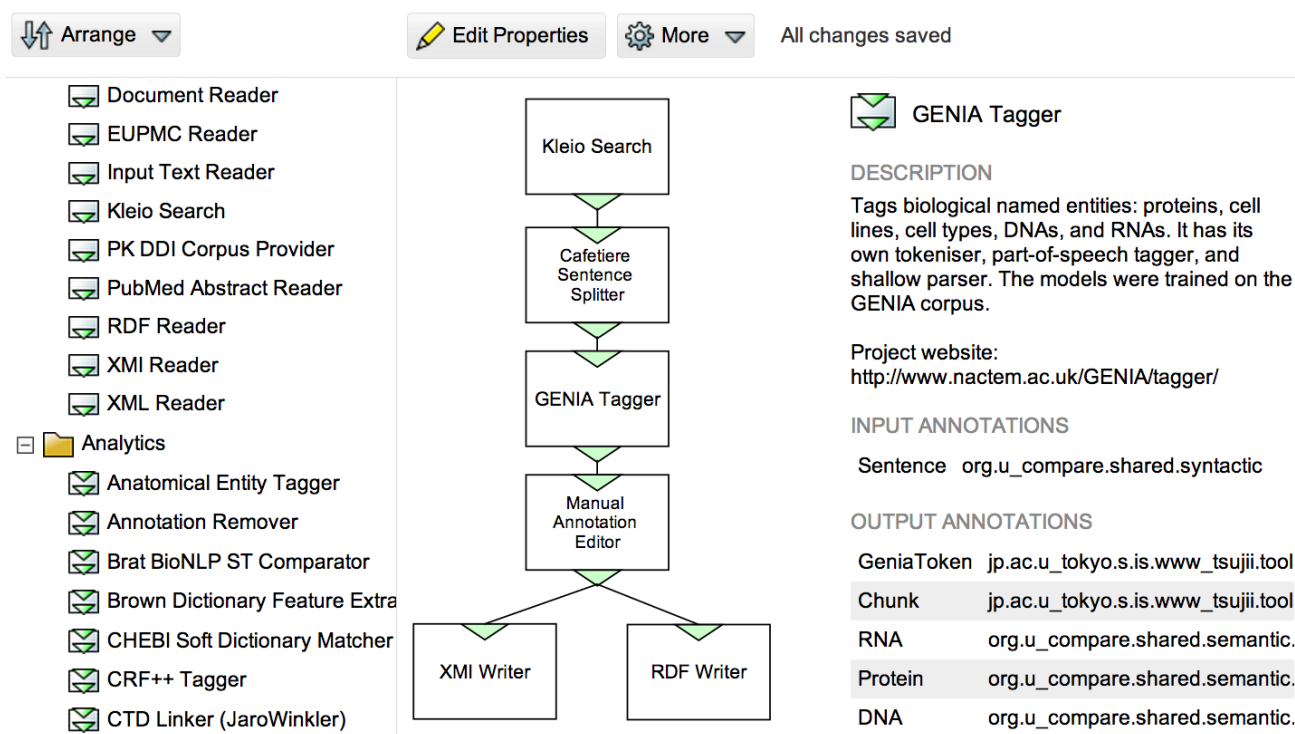 Arrange
Edit Properties
More
All changes saved
Document Reader
EUPMC Reader
Input Text Reader
Kleio Search
PK DDI Corpus Provider
PubMed Abstract Reader
RDF Reader
XMI Reader
XML Reader
Analytics
Anatomical Entity Tagger
Annotation Remover
Brat BioNLP ST Comparator
Brown Dictionary Feature Extra
CHEBI Soft Dictionary Matcher
CRF++ Tagger
CTD Linker (JaroWinkler)
Kleio Search
Cafetiere
Sentence
Splitter
GENIA Tagger
Manual
Annotation
Editor
XMI Writer
RDF Writer
GENIA Tagger
DESCRIPTION
Tags biological named entities: proteins, cell
lines, cell types, DNAs, and RNAs. It has its
own tokeniser, part-of-speech tagger, and
shallow parser. The models were trained on the
GENIA corpus.
Project website:
http://www.nactem.ac.uk/GENIA/tagger/
INPUT ANNOTATIONS
Sentence org.u_compare.shared.syntactic
OUTPUT ANNOTATIONS
GeniaToken jp.ac.u_tokyo.s.is.www_tsujii.tool
Chunk jp.ac.u_tokyo.s.is.www_tsujii.tool
RNA org.u_compare.shared.semantic.
Protein org.u_compare.shared.semantic.
DNA org.u_compare.shared.semantic.